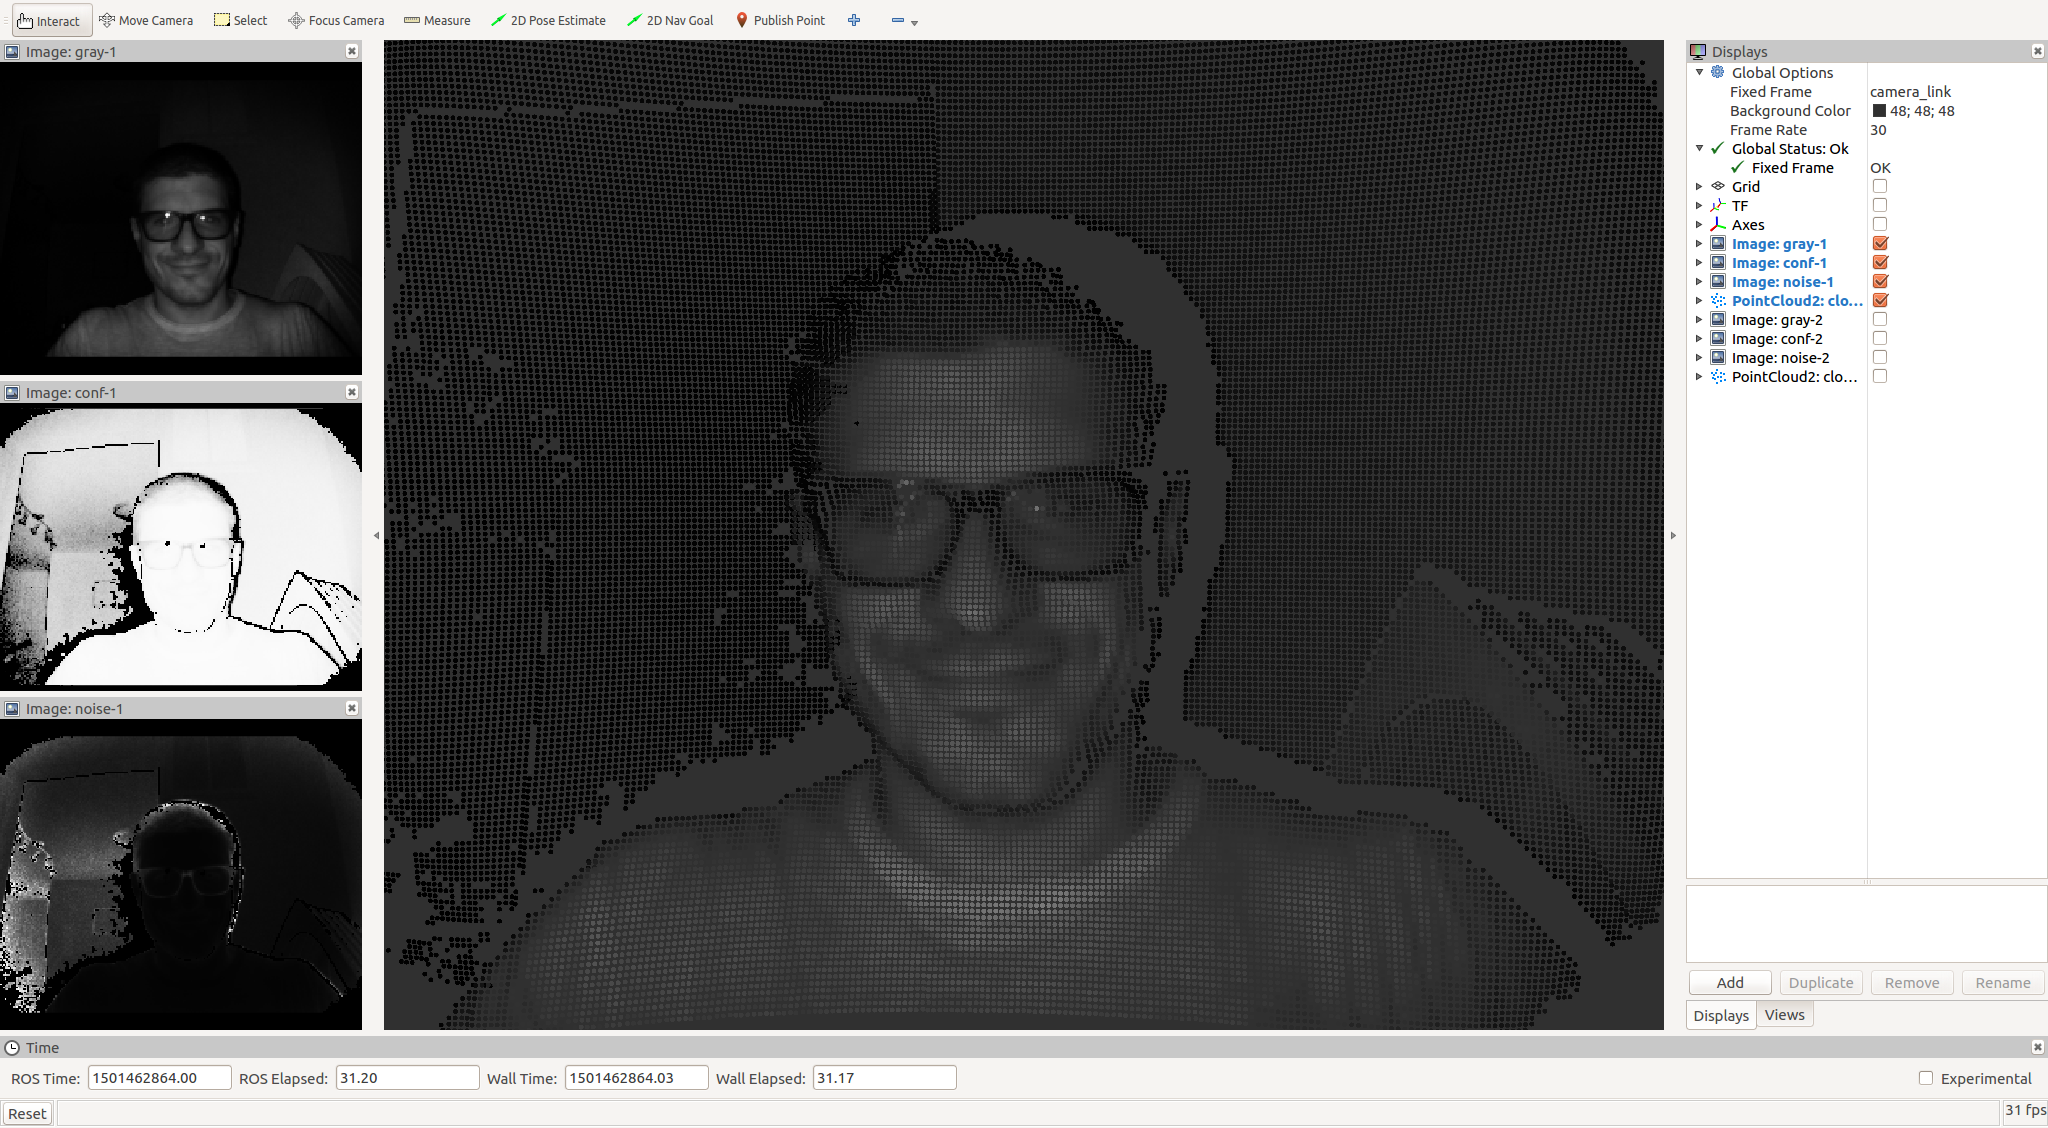 Interact Move Camera Select Focus Camera Measure 2D Pose Estimate 2D Nav Goal Publish Point
Image: gray-1
Image: conf-1
Image: noise-1
Displays
Global Options
Fixed Frame camera_link
Background Color 48; 48; 48
Frame Rate 30
Global Status: Ok
Fixed Frame OK
Grid
TF
Axes
Image: gray-1
Image: conf-1
Image: noise-1
PointCloud2: clo...
Image: gray-2
Image: conf-2
Image: noise-2
PointCloud2: clo...
Add Duplicate Remove Rename
Displays Views
Time
ROS Time: 1501462864.00 ROS Elapsed: 31.20 Wall Time: 1501462864.03 Wall Elapsed: 31.17 Experimental
Reset 31 fps